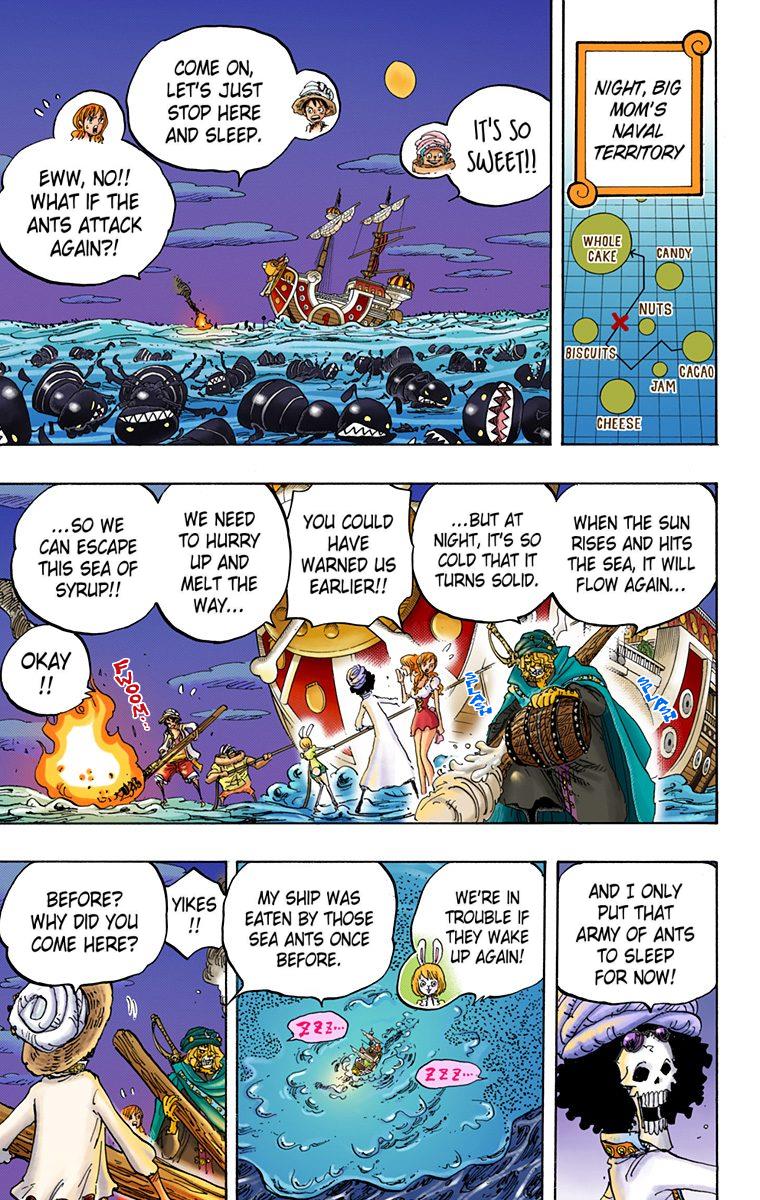 NIGHT, BIG
MOM'S
NAVAL
TERRITORY
WHOLE
CAKE
CANDY
NUTS
BISCUITS
CACAO
JAM
CHEESE
IT'S SO
SWEET!!
COME ON,
LET'S JUST
STOP HERE
AND SLEEP.
EWW, NO!!
WHAT IF THE
ANTS ATTACK
AGAIN?!
WHEN THE SUN
RISES AND HITS
THE SEA, IT WILL
FLOW AGAIN...
...BUT AT
NIGHT, IT'S SO
COLD THAT IT
TURNS SOLID.
YOU COULD
HAVE
WARNED US
EARLIER!!
WE NEED
TO HURRY
UP AND
MELT THE
WAY...
...SO WE
CAN ESCAPE
THIS SEA OF
SYRUP!!
OKAY
!!
SLASH
SLASH
FWOOM...
AND I ONLY
PUT THAT
ARMY OF ANTS
TO SLEEP
FOR NOW!
WE'RE IN
TROUBLE IF
THEY WAKE
UP AGAIN!
MY SHIP WAS
EATEN BY THOSE
SEA ANTS ONCE
BEFORE.
ZZZ...
ZZZ...
YIKES
!!
BEFORE?
WHY DID YOU
COME HERE?